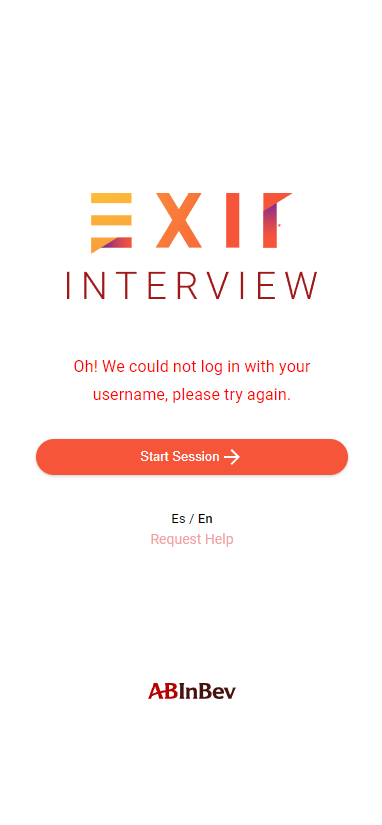 EXIT
INTERVIEW
Oh! We could not log in with your
username, please try again.
Start Session
Es / En
Request Help
ABInBev